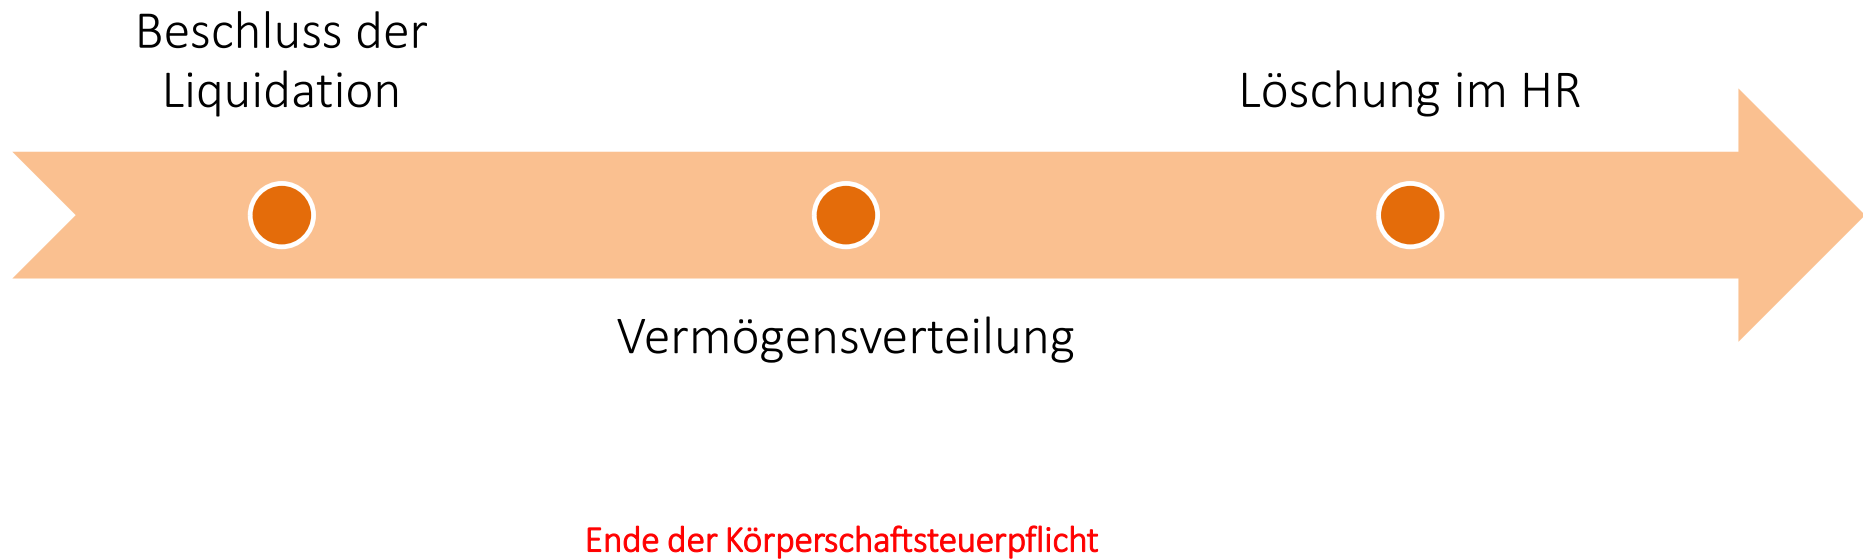 Beschluss der
Liquidation
Löschung im HR
Vermögensverteilung
Ende der Körperschaftsteuerpflicht